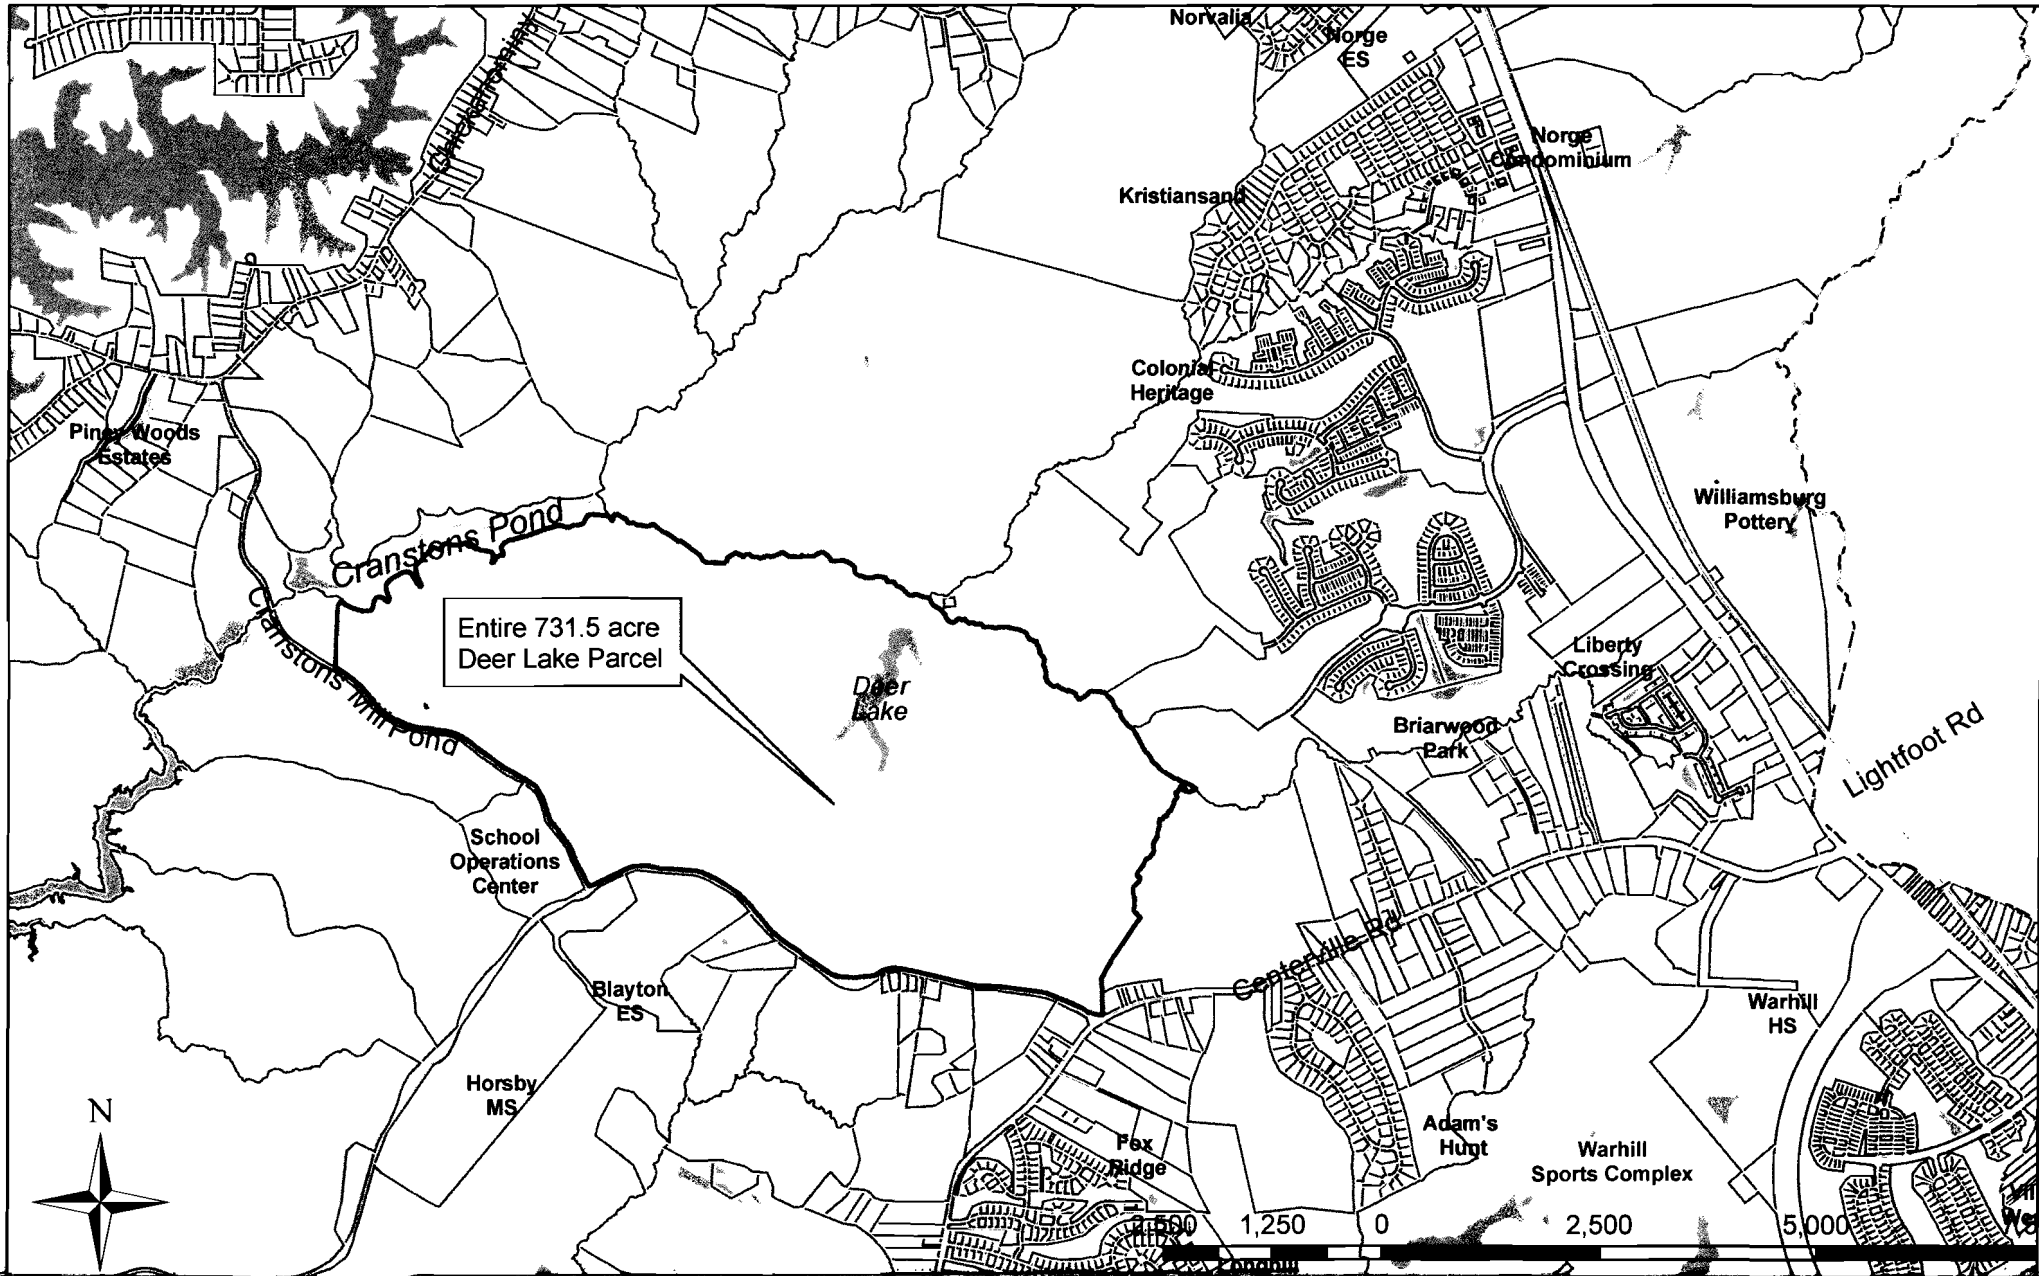 Norvalia
Norge
ES
Chickahominy
Norge
Condominium
Kristiansand
Colonial
Heritage
Piney Woods
Estates
Williamsburg
Pottery
Cranstons Pond
Entire 731.5 acre
Deer Lake Parcel
Deer
Lake
Cranstons Mill Pond
Liberty
Crossing
Briarwood
Park
Lightfoot Rd
School
Operations
Center
Centerville Rd
Blayton
ES
Warhill
HS
Horsby
MS
N
Adam's
Hunt
Fox
Ridge
Warhill
Sports Complex
2,500 1,250 0 2,500 5,000
Longhill